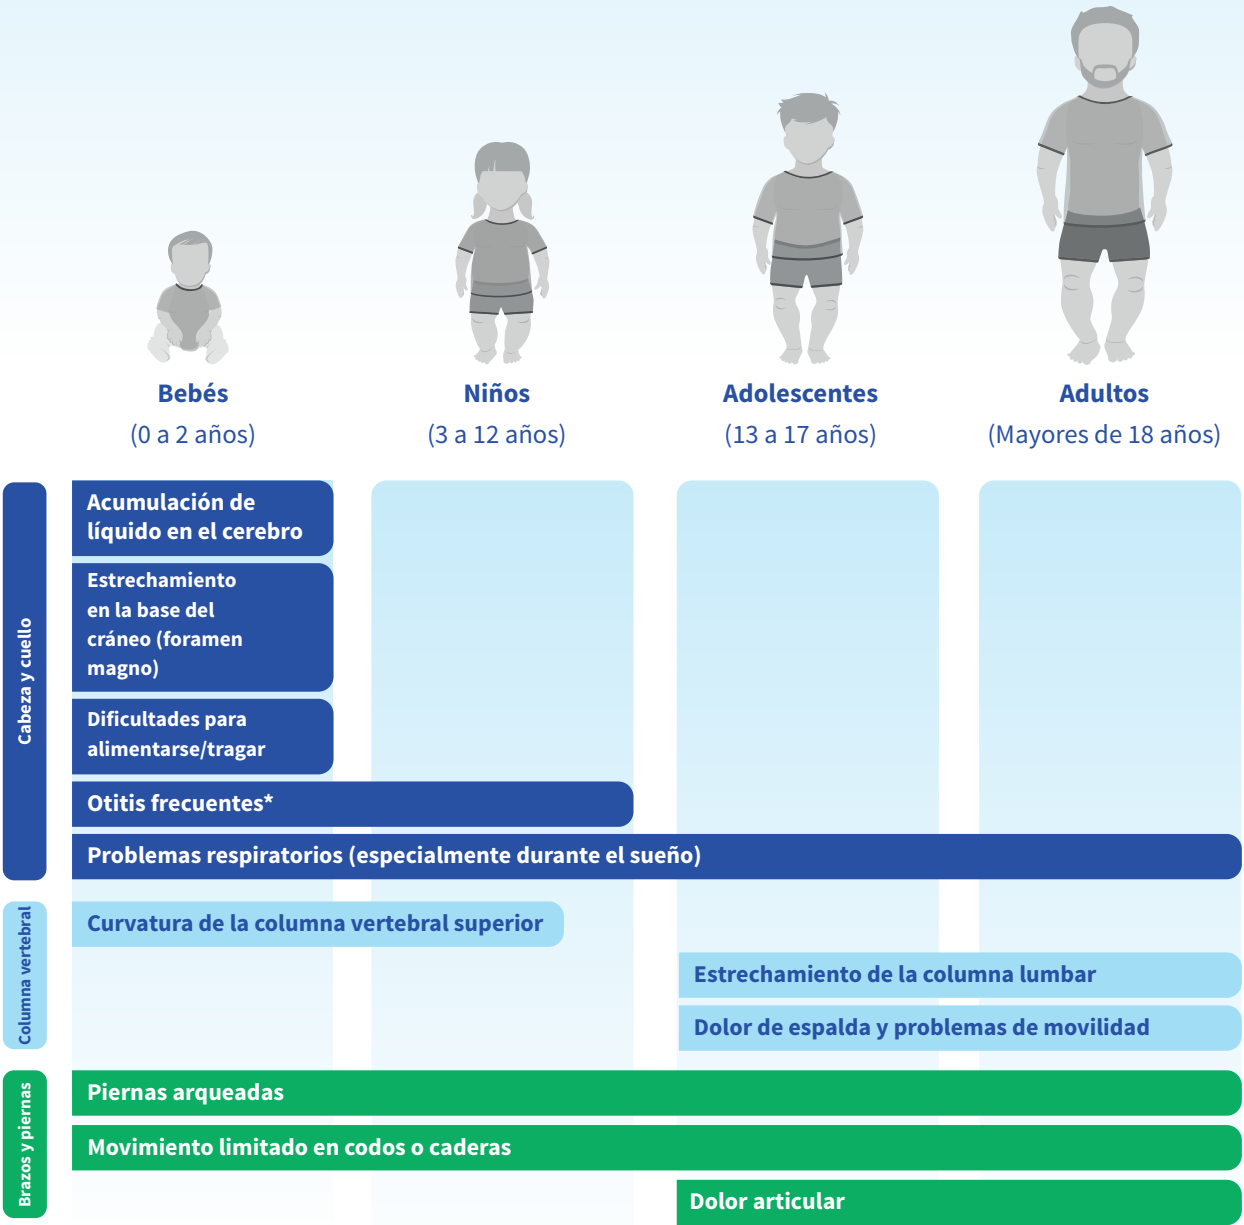 Bebés
(0 a 2 años)
Niños
(3 a 12 años)
Adolescentes
(13 a 17 años)
Adultos
(Mayores de 18 años)
Cabeza y cuello
Acumulación de
líquido en el cerebro
Estrechamiento
en la base del
cráneo (foramen
magno)
Dificultades para
alimentarse/tragar
Otitis frecuentes*
Problemas respiratorios (especialmente durante el sueño)
Columna vertebral
Curvatura de la columna vertebral superior
Estrechamiento de la columna lumbar
Dolor de espalda y problemas de movilidad
Brazos y piernas
Piernas arqueadas
Movimiento limitado en codos o caderas
Dolor articular